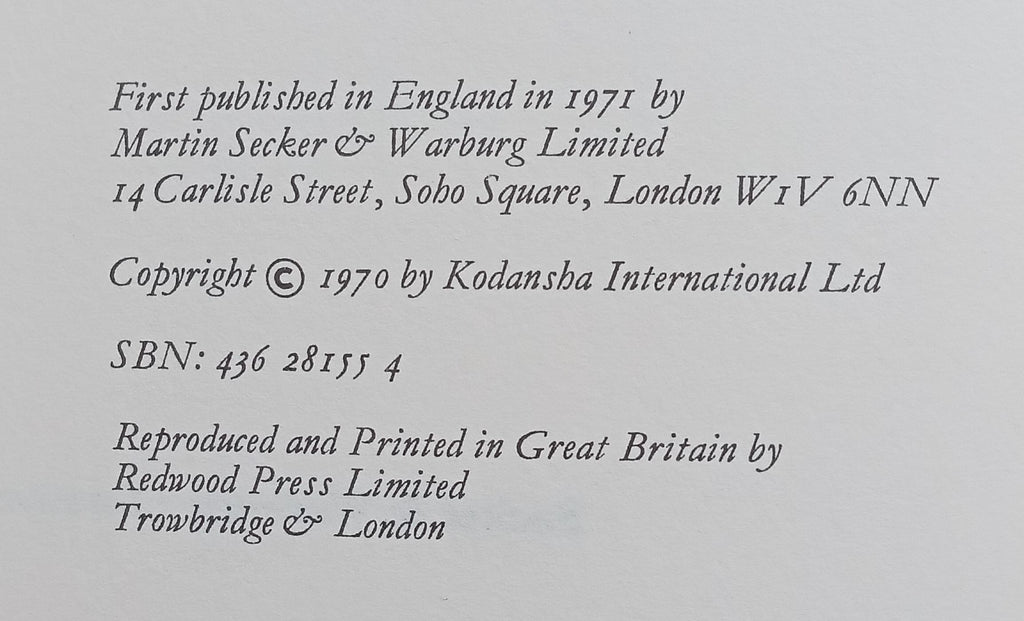 First published in England in 1971 by
Martin Secker & Warburg Limited
14 Carlisle Street, Soho Square, London W1V 6NN
Copyright © 1970 by Kodansha International Ltd
SBN: 436 28155 4
Reproduced and Printed in Great Britain by
Redwood Press Limited
Trowbridge & London